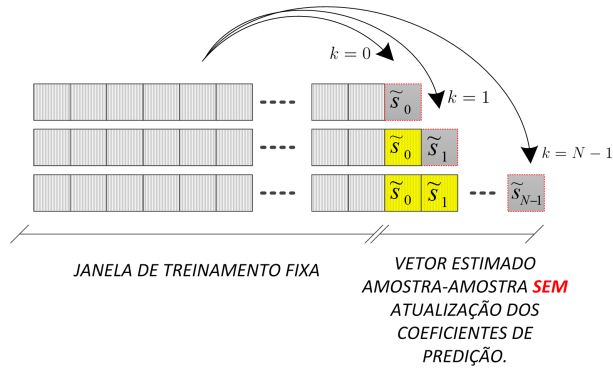 k = 0
s̃₀
k = 1
s̃₀ s̃₁
k = N − 1
s̃₀ s̃₁ s̃_{N-1}
JANELA DE TREINAMENTO FIXA
VETOR ESTIMADO
AMOSTRA-AMOSTRA SEM
ATUALIZAÇÃO DOS
COEFICIENTES DE
PREDIÇÃO.